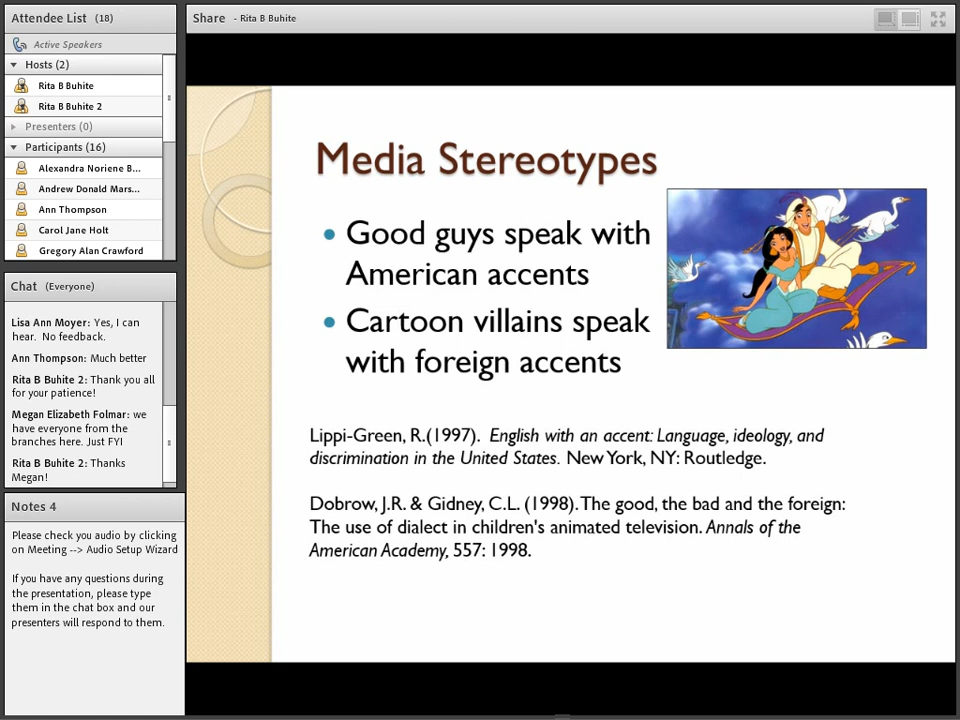 Attendee List (18)
Active Speakers
Hosts (2)
Rita B Buhite
Rita B Buhite 2
Presenters (0)
Participants (16)
Alexandra Noriene B...
Andrew Donald Mars...
Ann Thompson
Carol Jane Holt
Gregory Alan Crawford
Chat (Everyone)
Lisa Ann Moyer: Yes, I can
hear. No feedback.
Ann Thompson: Much better
Rita B Buhite 2: Thank you all
for your patience!
Megan Elizabeth Folmar: we
have everyone from the
branches here. Just FYI
Rita B Buhite 2: Thanks
Megan!
Notes 4
Please check you audio by clicking
on Meeting --> Audio Setup Wizard
If you have any questions during
the presentation, please type
them in the chat box and our
presenters will respond to them.
Share - Rita B Buhite
Media Stereotypes
• Good guys speak with
American accents
• Cartoon villains speak
with foreign accents
Lippi-Green, R.(1997). English with an accent: Language, ideology, and
discrimination in the United States. New York, NY: Routledge.
Dobrow, J.R. & Gidney, C.L. (1998). The good, the bad and the foreign:
The use of dialect in children's animated television. Annals of the
American Academy, 557: 1998.